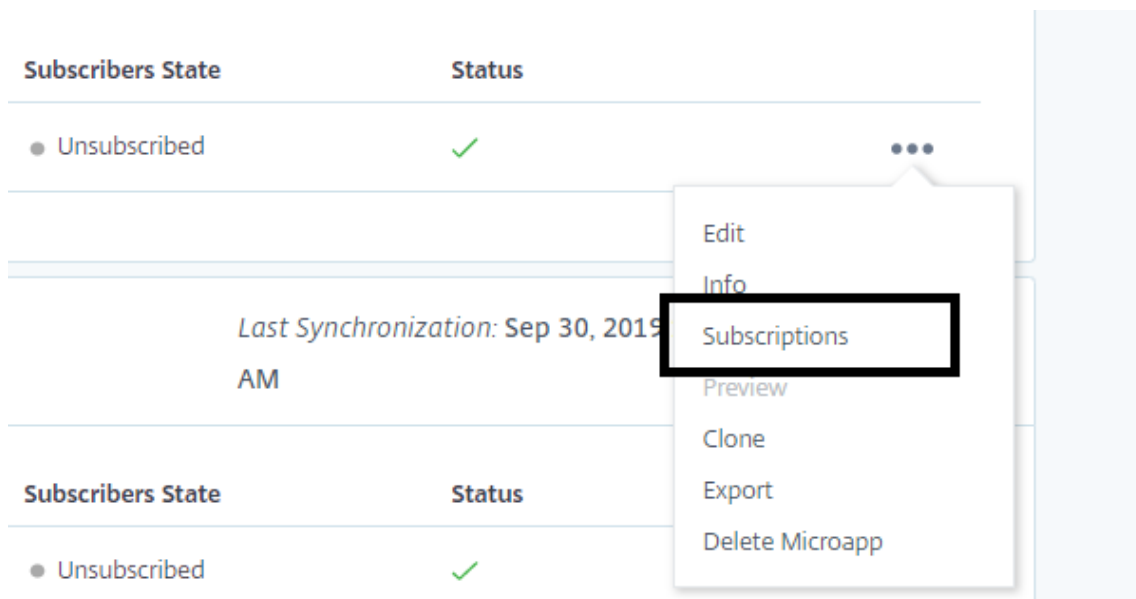 Subscribers State Status
Unsubscribed
Edit
Info
Last Synchronization: Sep 30, 2019
AM
Subscriptions
Preview
Clone
Export
Delete Microapp
Subscribers State Status
Unsubscribed